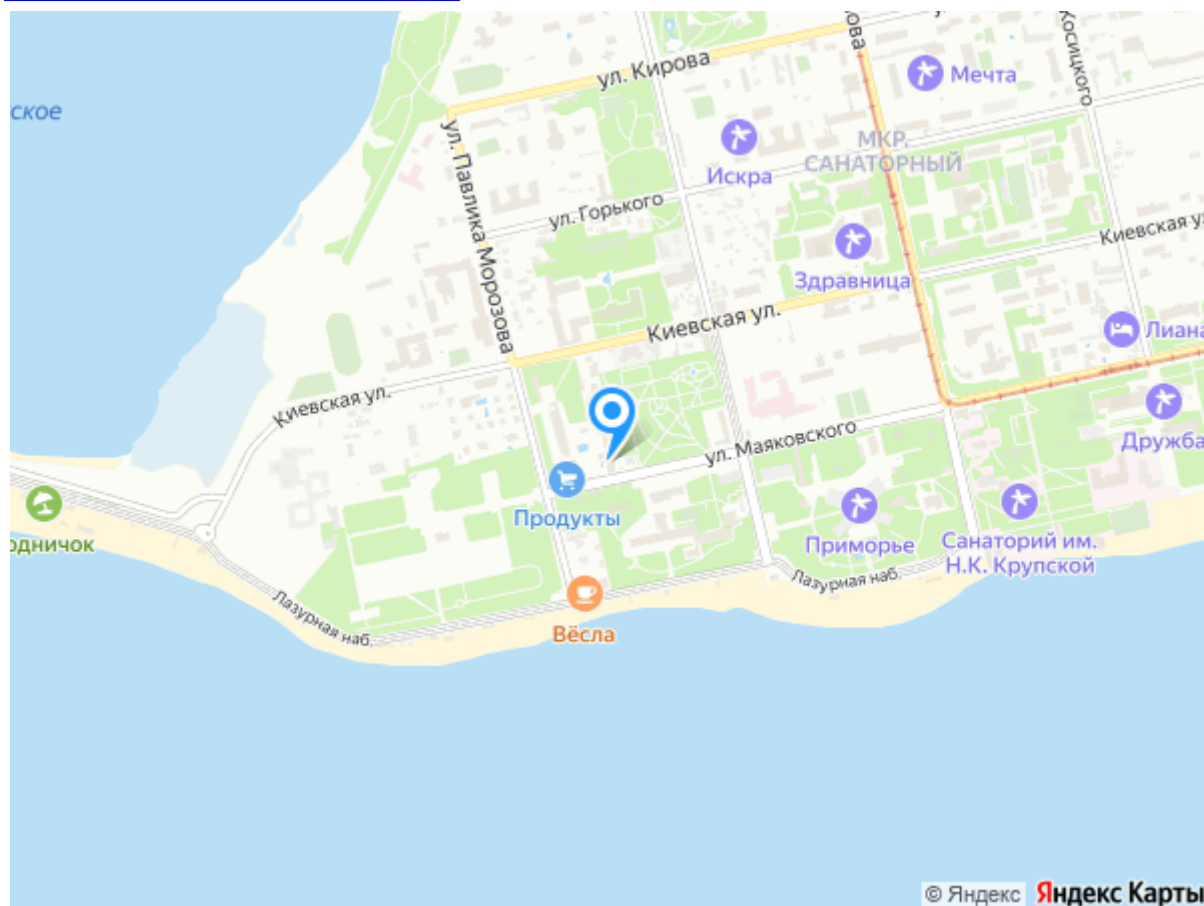 ова
Косицкого
ул. Кирова
Мечта
ское
ул. Павлика Морозова
МКР.
САНАТОРНЫЙ
Искра
ул. Горького
Киевская у
Здравница
Киевская ул.
Лиана
Киевская ул.
Дружба
ул. Маяковского
одничок
Продукты
Приморье
Санаторий им.
Н.К. Крупской
Лазурная наб.
Лазурная наб.
Вёсла
© Яндекс Яндекс Карты